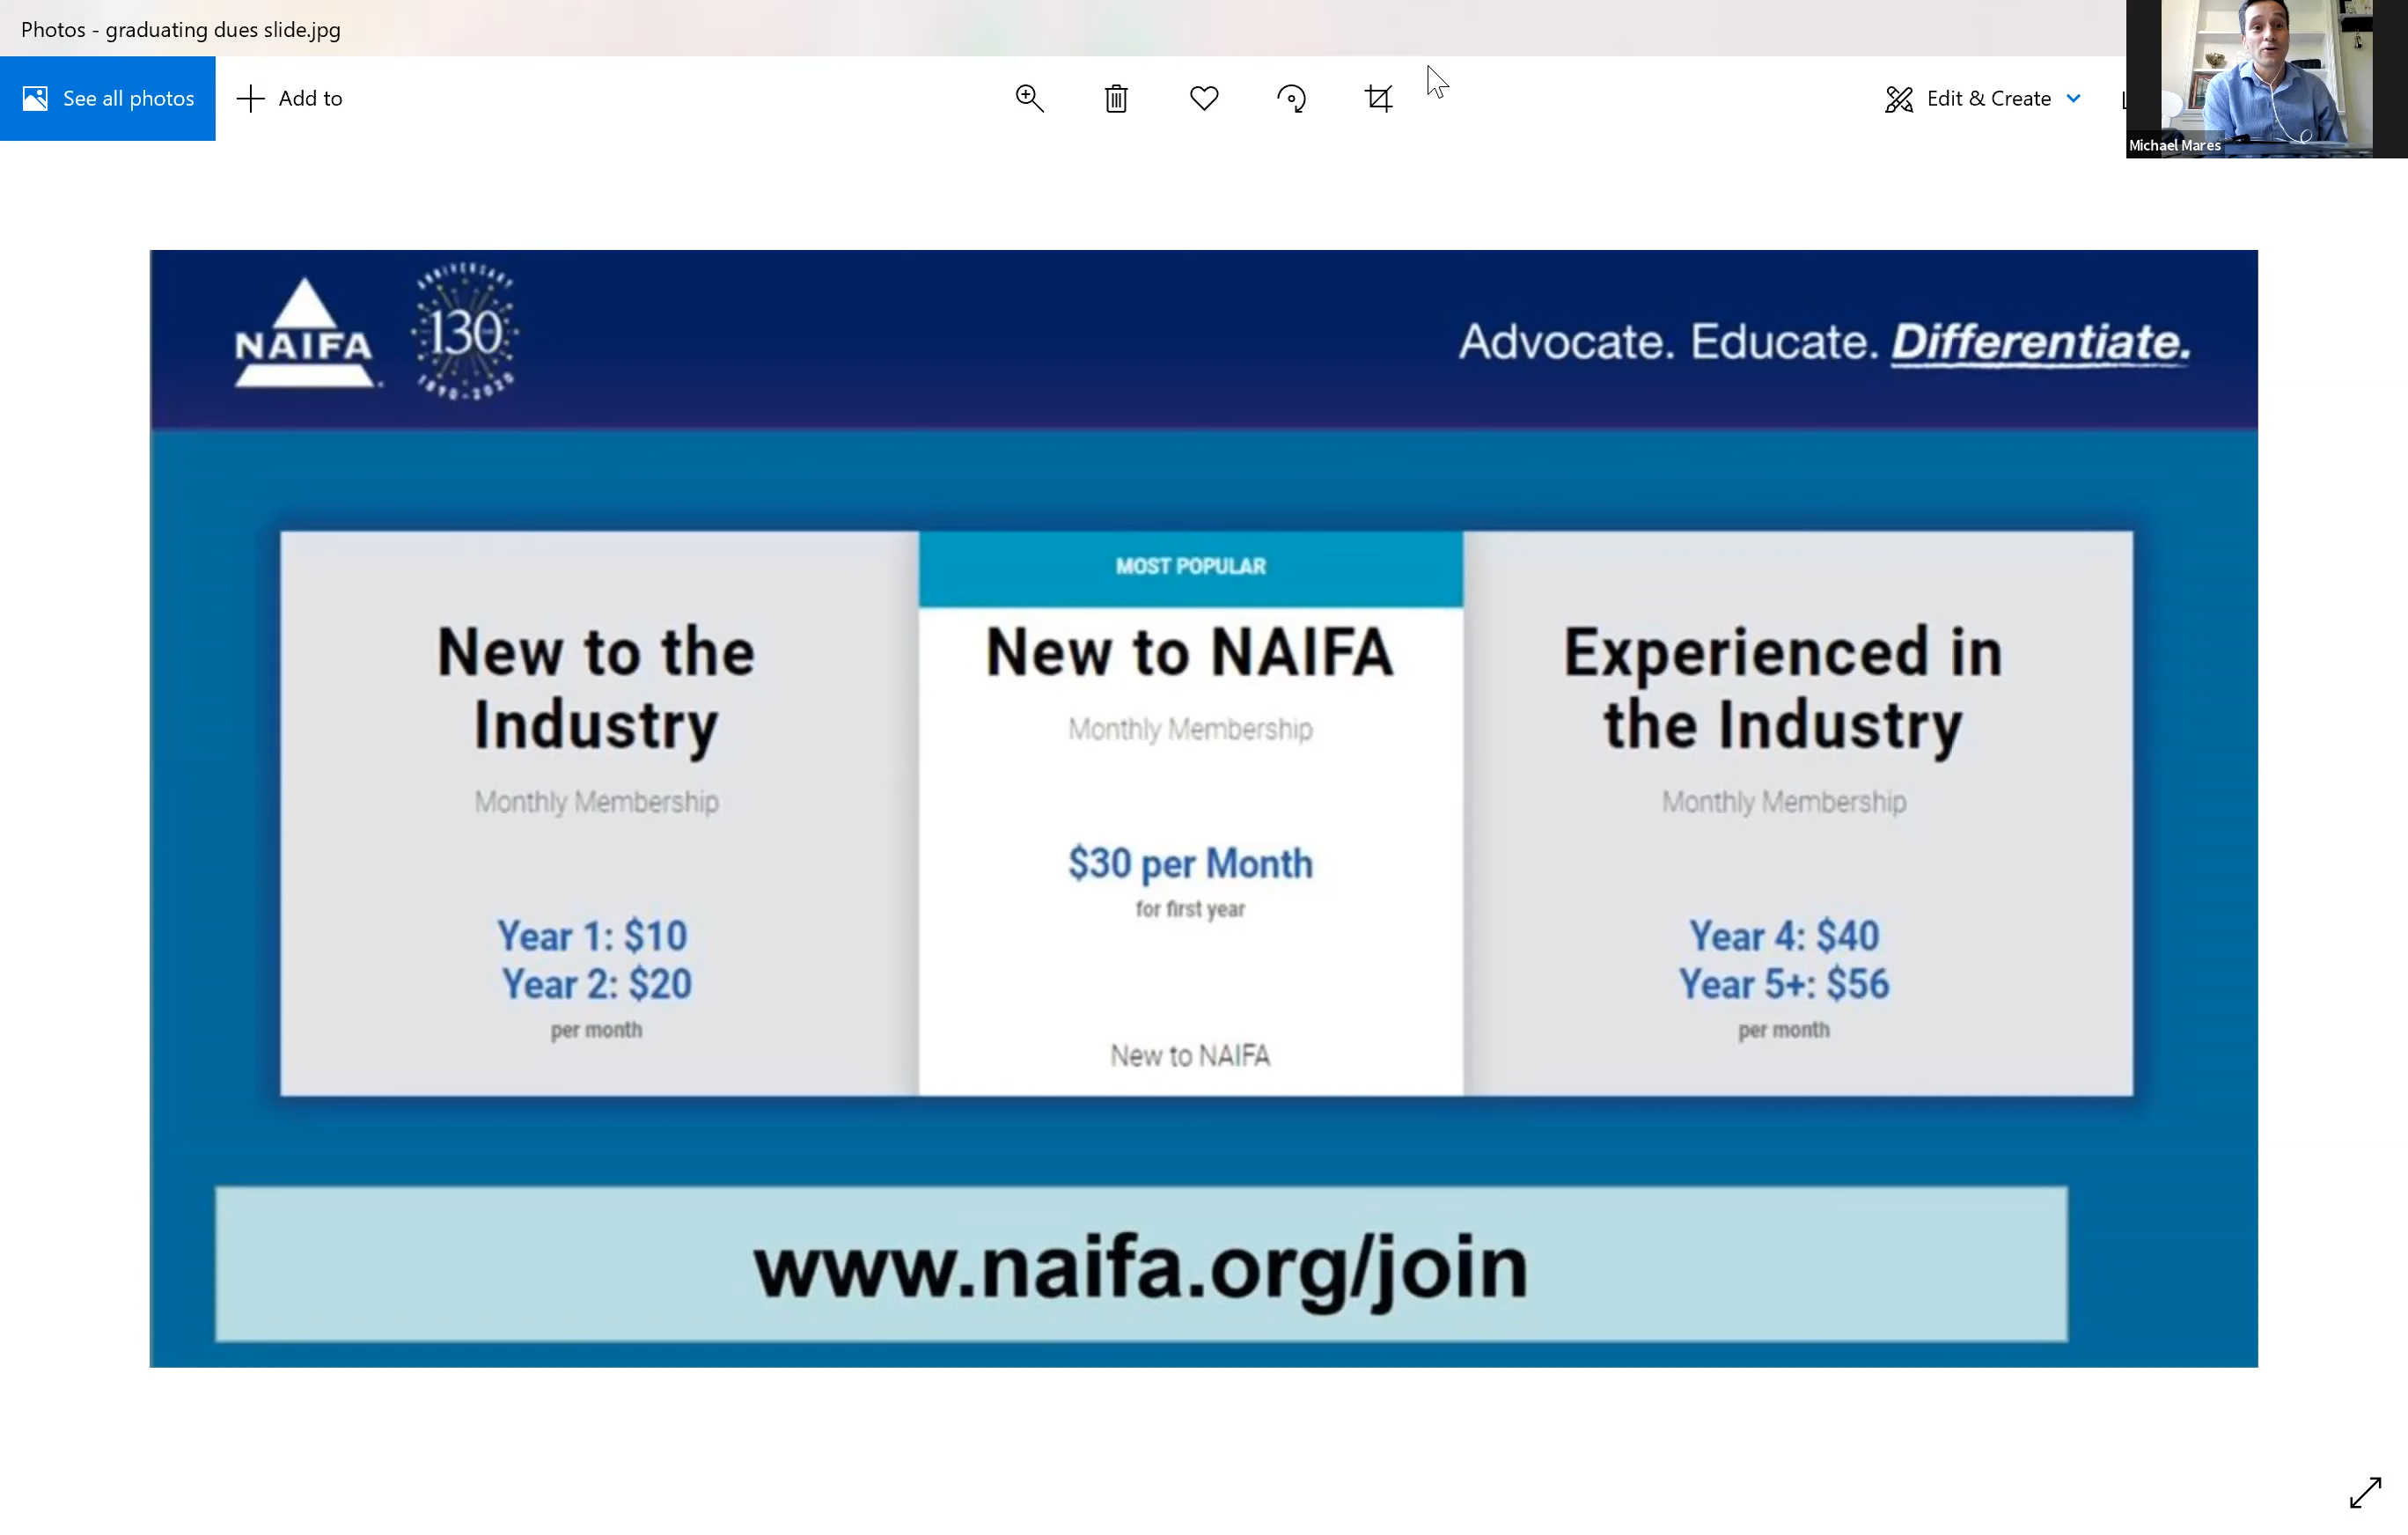 Photos - graduating dues slide.jpg
See all photos
Add to
Edit & Create
Michael Mares
NAIFA
ANNIVERSARY
130
1890-2020
Advocate. Educate. Differentiate.
New to the
Industry
Monthly Membership
Year 1: $10
Year 2: $20
per month
MOST POPULAR
New to NAIFA
Monthly Membership
$30 per Month
for first year
New to NAIFA
Experienced in
the Industry
Monthly Membership
Year 4: $40
Year 5+: $56
per month
www.naifa.org/join